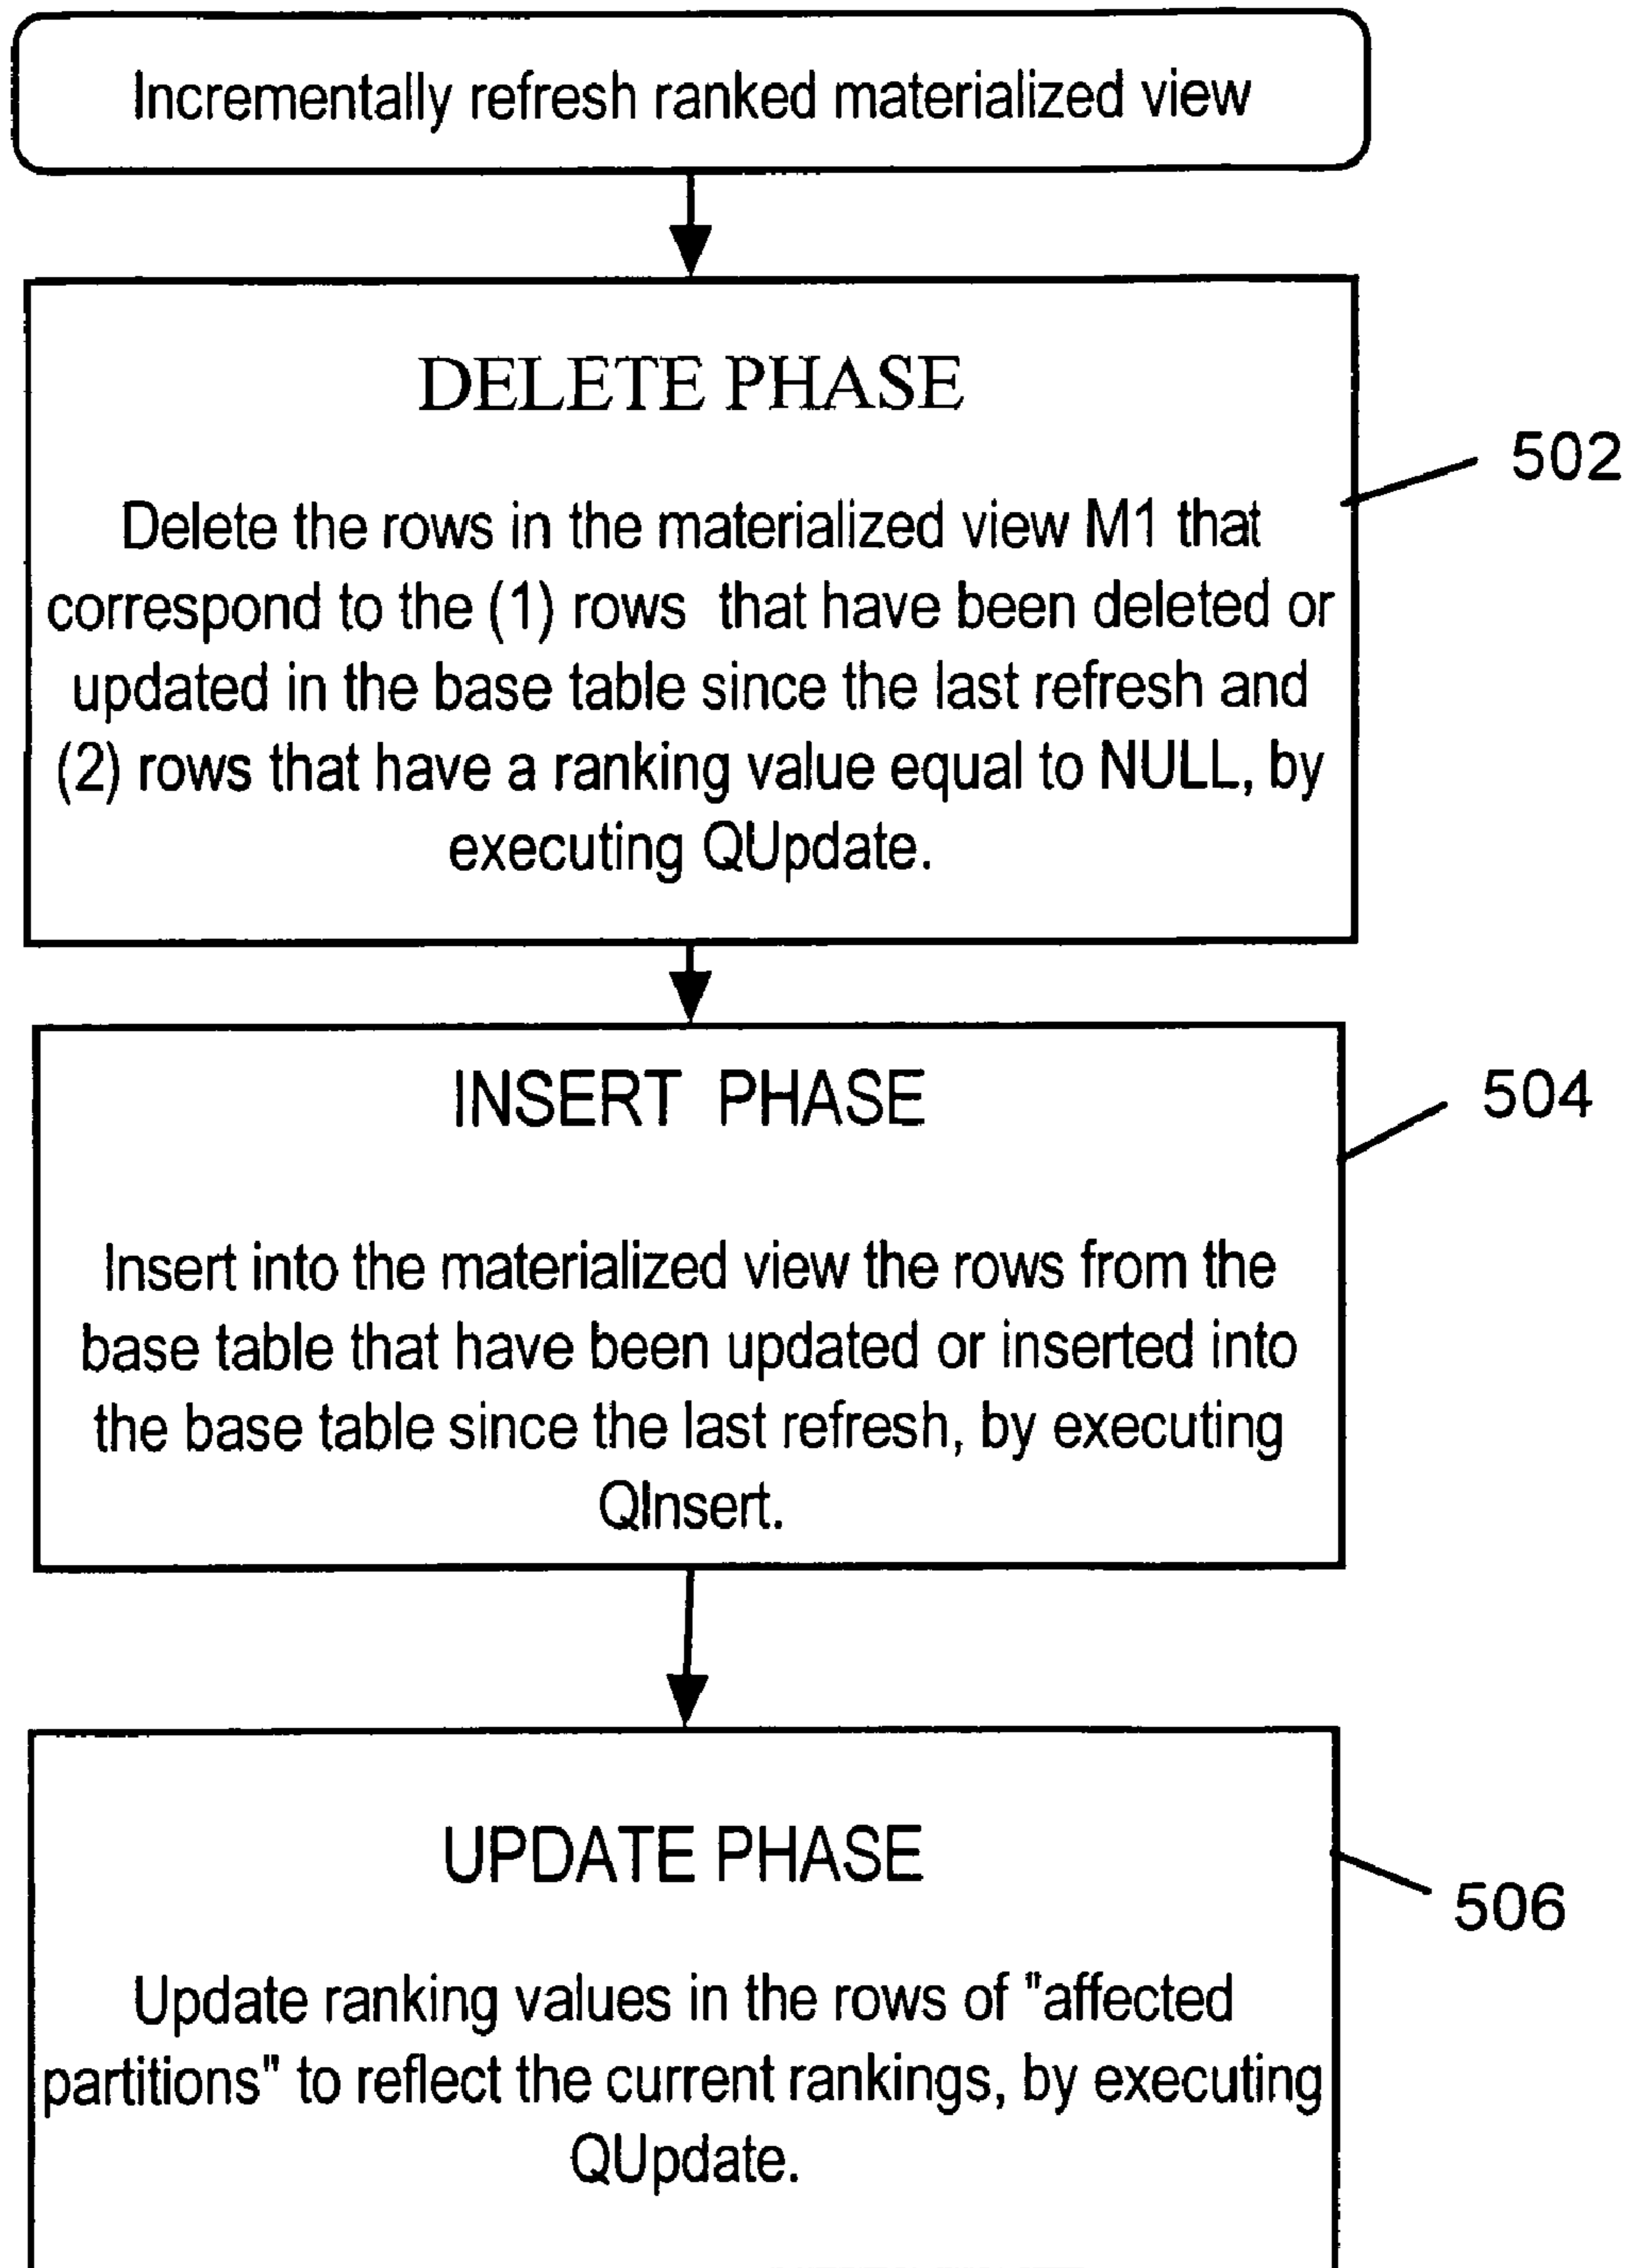 Incrementally refresh ranked materialized view
DELETE PHASE
502
Delete the rows in the materialized view M1 that
correspond to the (1) rows that have been deleted or
updated in the base table since the last refresh and
(2) rows that have a ranking value equal to NULL, by
executing QUpdate.
INSERT PHASE
504
Insert into the materialized view the rows from the
base table that have been updated or inserted into
the base table since the last refresh, by executing
QInsert.
UPDATE PHASE
506
Update ranking values in the rows of "affected
partitions" to reflect the current rankings, by executing
QUpdate.